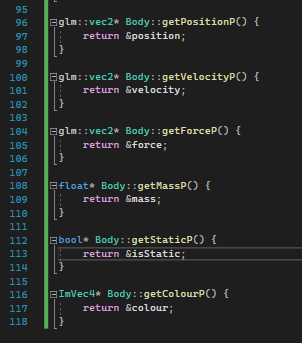 95
96 glm::vec2* Body::getPositionP() {
97 return &position;
98 }
99
100 glm::vec2* Body::getVelocityP() {
101 return &velocity;
102 }
103
104 glm::vec2* Body::getForceP() {
105 return &force;
106 }
107
108 float* Body::getMassP() {
109 return &mass;
110 }
111
112 bool* Body::getStaticP() {
113 return &isStatic;
114 }
115
116 ImVec4* Body::getColourP() {
117 return &colour;
118 }